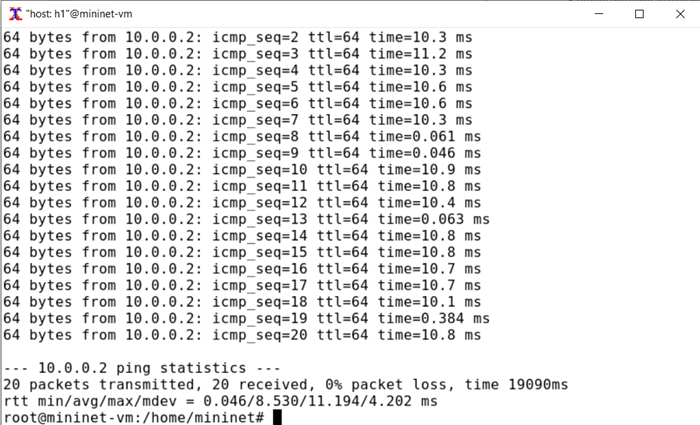 "host: h1"@mininet-vm
64 bytes from 10.0.0.2: icmp_seq=2 ttl=64 time=10.3 ms
64 bytes from 10.0.0.2: icmp_seq=3 ttl=64 time=11.2 ms
64 bytes from 10.0.0.2: icmp_seq=4 ttl=64 time=10.3 ms
64 bytes from 10.0.0.2: icmp_seq=5 ttl=64 time=10.6 ms
64 bytes from 10.0.0.2: icmp_seq=6 ttl=64 time=10.6 ms
64 bytes from 10.0.0.2: icmp_seq=7 ttl=64 time=10.3 ms
64 bytes from 10.0.0.2: icmp_seq=8 ttl=64 time=0.061 ms
64 bytes from 10.0.0.2: icmp_seq=9 ttl=64 time=0.046 ms
64 bytes from 10.0.0.2: icmp_seq=10 ttl=64 time=10.9 ms
64 bytes from 10.0.0.2: icmp_seq=11 ttl=64 time=10.8 ms
64 bytes from 10.0.0.2: icmp_seq=12 ttl=64 time=10.4 ms
64 bytes from 10.0.0.2: icmp_seq=13 ttl=64 time=0.063 ms
64 bytes from 10.0.0.2: icmp_seq=14 ttl=64 time=10.8 ms
64 bytes from 10.0.0.2: icmp_seq=15 ttl=64 time=10.8 ms
64 bytes from 10.0.0.2: icmp_seq=16 ttl=64 time=10.7 ms
64 bytes from 10.0.0.2: icmp_seq=17 ttl=64 time=10.7 ms
64 bytes from 10.0.0.2: icmp_seq=18 ttl=64 time=10.1 ms
64 bytes from 10.0.0.2: icmp_seq=19 ttl=64 time=0.384 ms
64 bytes from 10.0.0.2: icmp_seq=20 ttl=64 time=10.8 ms
--- 10.0.0.2 ping statistics ---
20 packets transmitted, 20 received, 0% packet loss, time 19090ms
rtt min/avg/max/mdev = 0.046/8.530/11.194/4.202 ms
root@mininet-vm:/home/mininet#